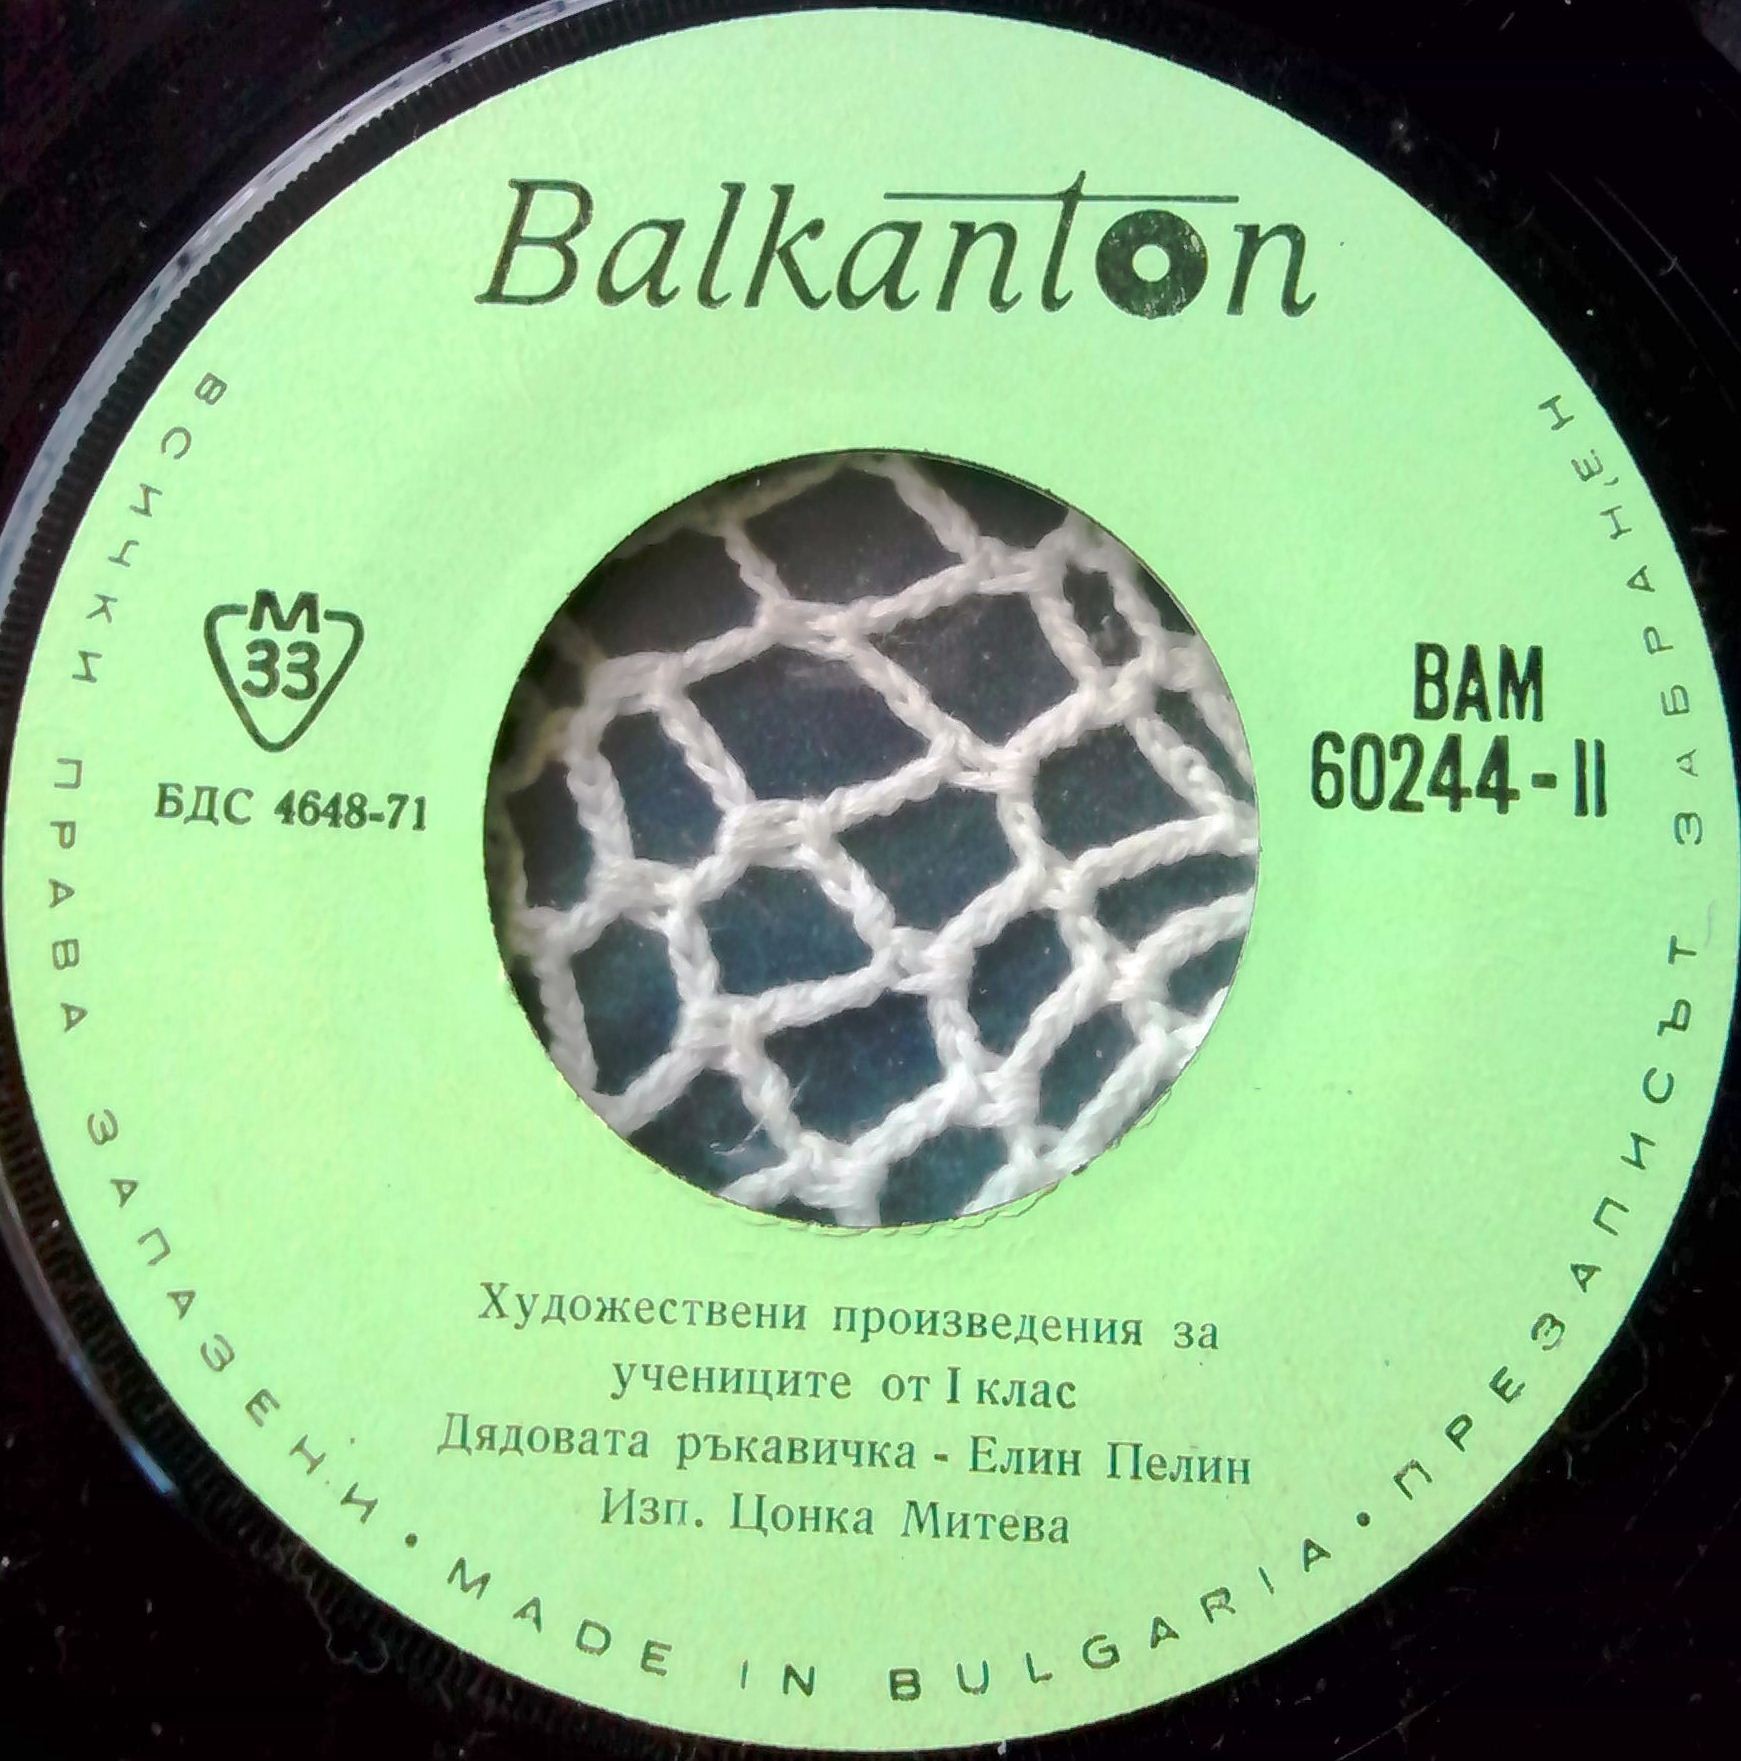 Balkanton
М
33
БДС 4648-71
ВАМ
60244-II
Художествени произведения за
учениците от I клас
Дядовата ръкавичка - Елин Пелин
Изп. Цонка Митева
ВСИЧКИ ПРАВА ЗАПАЗЕНИ • MADE IN BULGARIA • ПРЕЗАПИСЪТ ЗАБРАНЕН